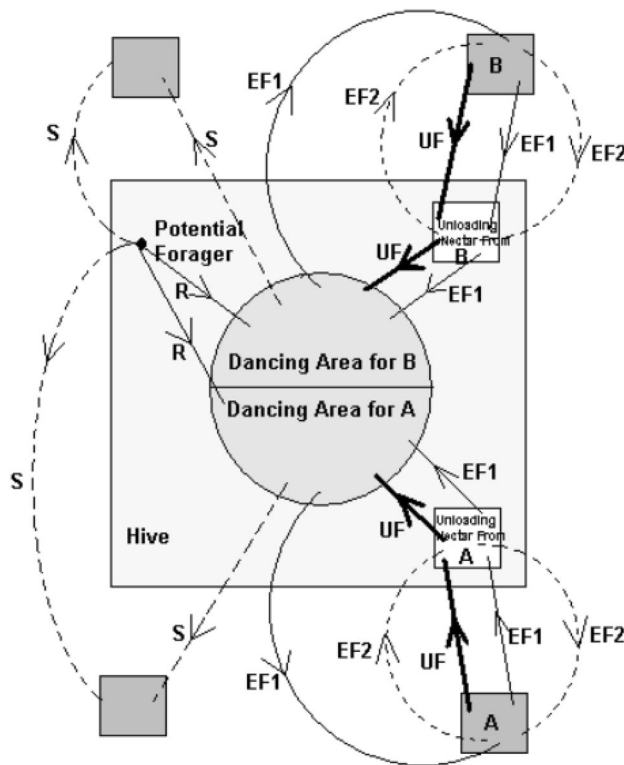 B
EF1
EF2
S
S
UF
EF1
EF2
Potential
Forager
Unloading
Nectar From
B
UF
R
EF1
R
Dancing Area for B
Dancing Area for A
S
EF1
Hive
UF
Unloading
Nectar From
A
S
EF2
UF
EF1
EF2
EF1
A